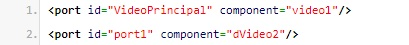 1. <port id="VideoPrincipal" component="video1"/>
2. <port id="port1" component="dVideo2"/>